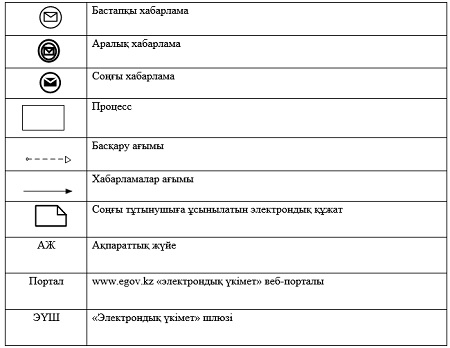 Бастапқы хабарлама
Аралық хабарлама
Соңғы хабарлама
Процесс
Басқару ағымы
Хабарламалар ағымы
Соңғы тұтынушыға ұсынылатын электрондық құжат
АЖ Ақпараттық жүйе
Портал www.egov.kz «электрондық үкімет» веб-порталы
ЭҮШ «Электрондық үкімет» шлюзі